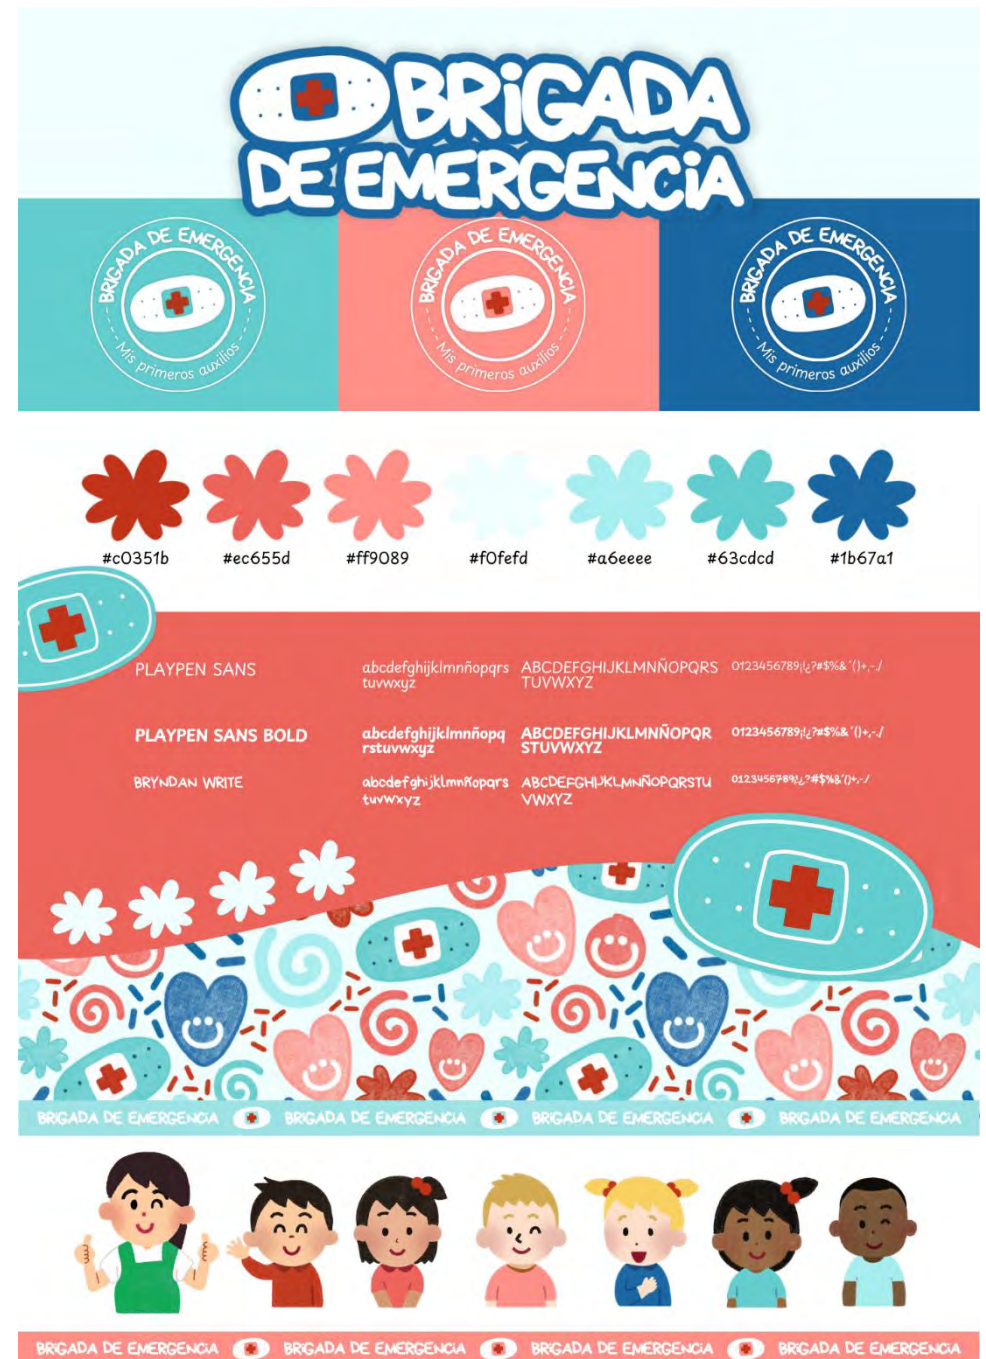 BRiGADA
DE EMERGENCiA
BRIGADA DE EMERGENCIA
Mis primeros auxilios
BRIGADA DE EMERGENCIA
Mis primeros auxilios
BRIGADA DE EMERGENCIA
Mis primeros auxilios
#c0351b #ec655d #ff9089 #f0fefd #a6eeee #63cdcd #1b67a1
PLAYPEN SANS abcdefghijklmnñopqrs ABCDEFGHIJKLMNÑOPQRS 0123456789¡!¿?#$%&´()+,-./
tuvwxyz TUVWXYZ
PLAYPEN SANS BOLD abcdefghijklmnñopq ABCDEFGHIJKLMNÑOPQR 0123456789¡!¿?#$%&´()+,-./
rstuvwxyz STUVWXYZ
BRYNDAN WRITE abcdefghijklmnñopqrs ABCDEFGHIJKLMNÑOPQRSTU 0123456789¡!¿?#$%&´()+,-./
tuvwxyz VWXYZ
BRiGADA DE EMERGENCiA BRiGADA DE EMERGENCiA BRiGADA DE EMERGENCiA BRiGADA DE EMERGENCiA
BRiGADA DE EMERGENCiA BRiGADA DE EMERGENCiA BRiGADA DE EMERGENCiA BRiGADA DE EMERGENCiA